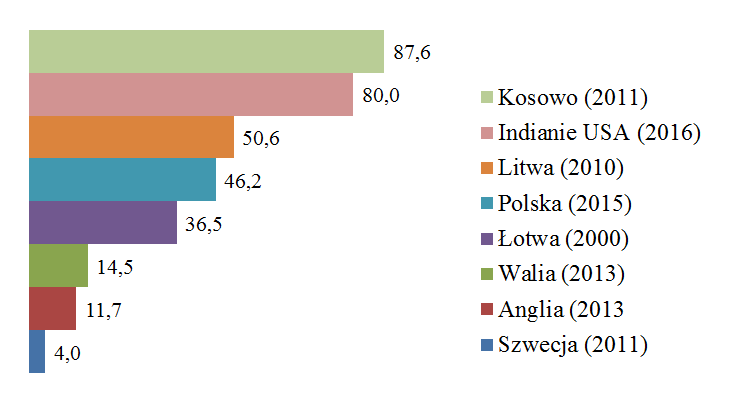 87,6
80,0
50,6
46,2
36,5
14,5
11,7
4,0
Kosowo (2011)
Indianie USA (2016)
Litwa (2010)
Polska (2015)
Łotwa (2000)
Walia (2013)
Anglia (2013
Szwecja (2011)